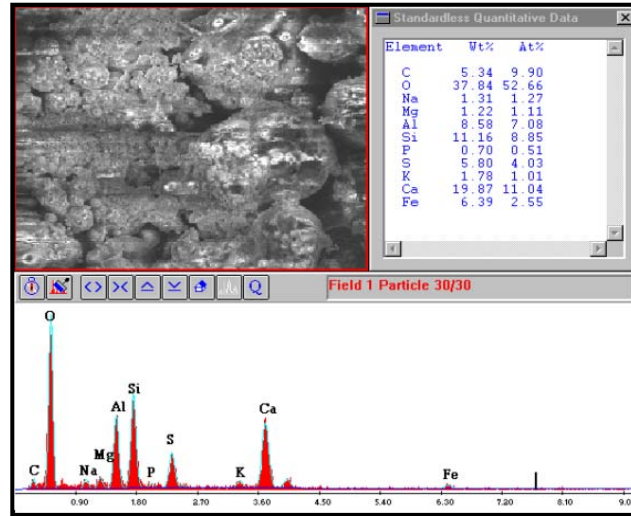 Standardless Quantitative Data
Element Wt% At%
C 5.34 9.90
O 37.84 52.66
Na 1.31 1.27
Mg 1.22 1.11
Al 8.58 7.08
Si 11.16 8.85
P 0.70 0.51
S 5.80 4.03
K 1.78 1.01
Ca 19.87 11.04
Fe 6.39 2.55
Q
Field 1 Particle 30/30
O
Si
Al
Ca
S
Mg
C
Na
P
K
Fe
0.90 1.80 2.70 3.60 4.50 5.40 6.30 7.20 8.10 9.0